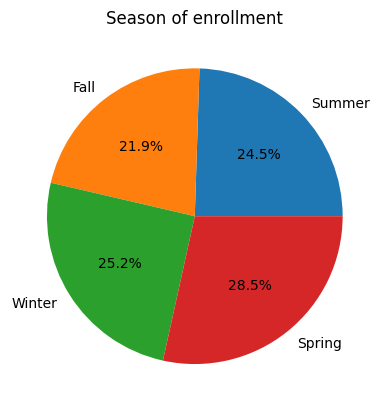 Season of enrollment
Fall
Summer
21.9%
24.5%
25.2%
28.5%
Winter
Spring